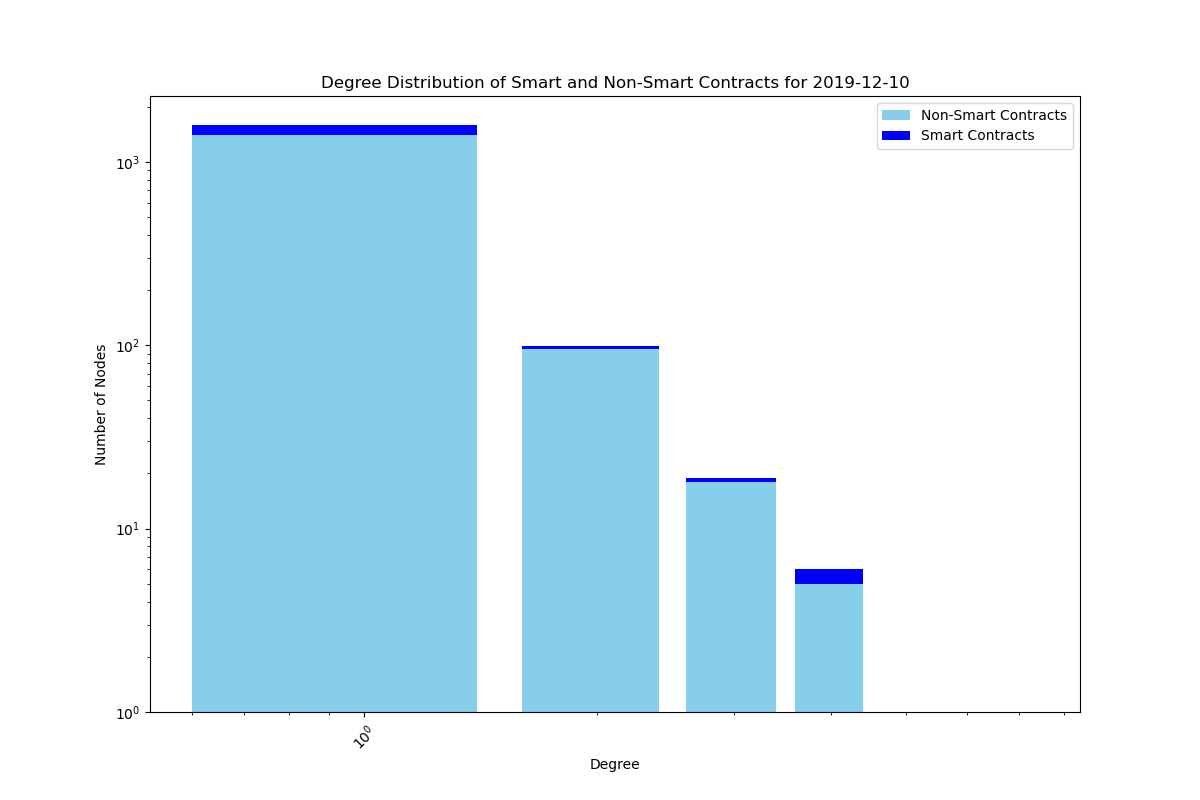 Degree Distribution of Smart and Non-Smart Contracts for 2019-12-10
Non-Smart Contracts
Smart Contracts
Number of Nodes
10³
10²
10¹
10⁰
10⁰
Degree